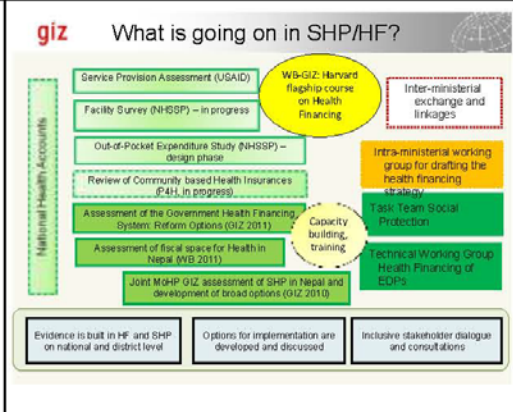 giz
What is going on in SHP/HF?
National Health Accounts
Service Provision Assessment (USAID)
Facility Survey (NHSSP) – in progress
Out-of-Pocket Expenditure Study (NHSSP) –
design phase
Review of Community based Health Insurances
(P4H, in progress)
Assessment of the Government Health Financing
System: Reform Options (GIZ 2011)
Assessment of fiscal space for Health in
Nepal (WB 2011)
Joint MoHP GIZ assessment of SHP in Nepal and
development of broad options (GIZ 2010)
WB-GIZ: Harvard
flagship course
on Health
Financing
Capacity
building,
training
Inter-ministerial
exchange and
linkages
Intra-ministerial working
group for drafting the
health financing
strategy
Task Team Social
Protection
Technical Working Group
Health Financing of
EDPs
Evidence is built in HF and SHP
on national and district level
Options for implementation are
developed and discussed
Inclusive stakeholder dialogue
and consultations